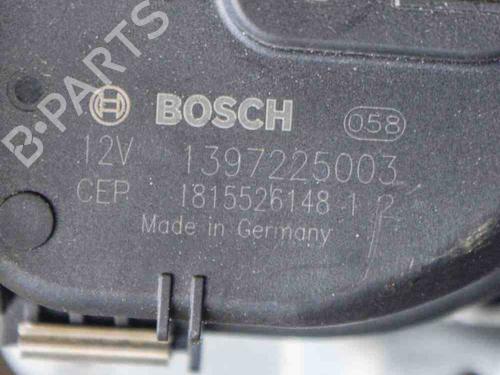 B-PARTS
BOSCH 058
12V 1397225003
CEP 1815526148 1 2
Made in Germany